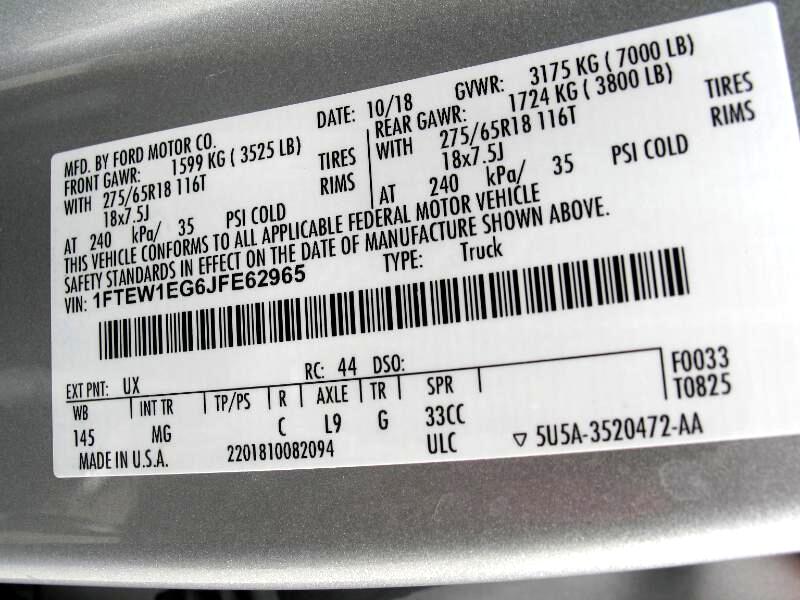 MFD. BY FORD MOTOR CO. DATE: 10/18 GVWR: 3175 KG ( 7000 LB)
FRONT GAWR: 1599 KG ( 3525 LB) REAR GAWR: 1724 KG ( 3800 LB)
WITH 275/65R18 116T TIRES WITH 275/65R18 116T TIRES
18x7.5J RIMS 18x7.5J RIMS
AT 240 kPa/ 35 PSI COLD AT 240 kPa/ 35 PSI COLD
THIS VEHICLE CONFORMS TO ALL APPLICABLE FEDERAL MOTOR VEHICLE
SAFETY STANDARDS IN EFFECT ON THE DATE OF MANUFACTURE SHOWN ABOVE.
VIN: 1FTEW1EG6JFE62965 TYPE: Truck
EXT PNT: UX RC: 44 DSO: F0033
WB INT TR TP/PS R AXLE TR SPR T0825
145 MG C L9 G 33CC
MADE IN U.S.A. 2201810082094 ULC ▽ 5U5A-3520472-AA